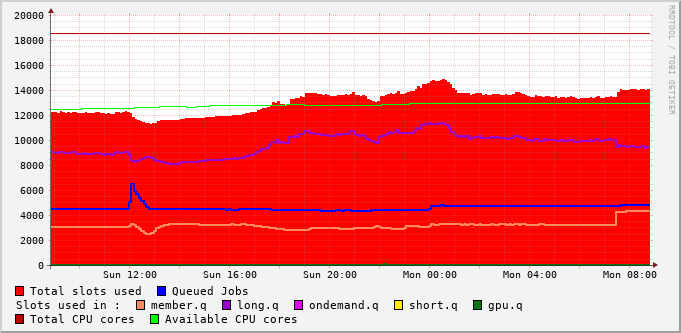 20000
18000
16000
14000
12000
10000
8000
6000
4000
2000
0
Sun 12:00 Sun 16:00 Sun 20:00 Mon 00:00 Mon 04:00 Mon 08:00
Total slots used Queued Jobs
Slots used in : member.q long.q ondemand.q short.q gpu.q
Total CPU cores Available CPU cores
RRDTOOL / TOBI OETIKER